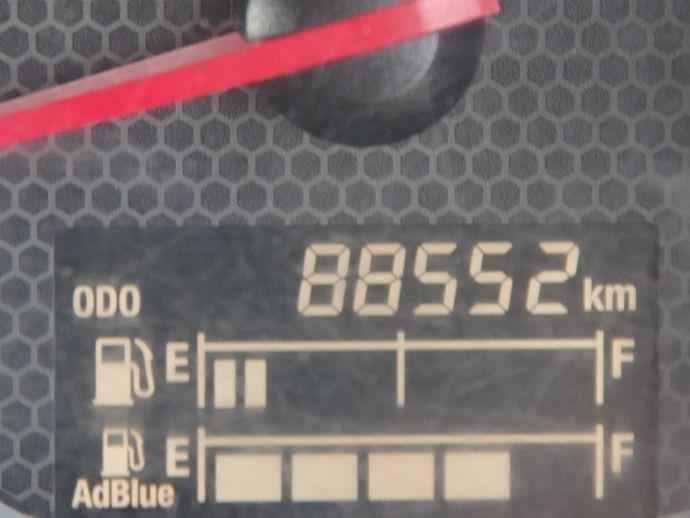 ODO 88552 km
E F
E F
AdBlue